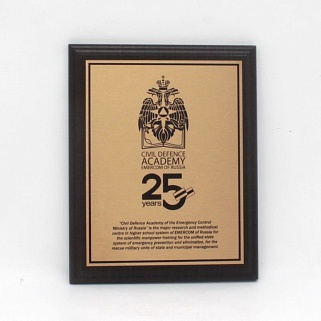 CIVIL DEFENCE
ACADEMY
EMERCOM OF RUSSIA
25
years
"Civil Defence Academy of the Emergency Control
Ministry of Russia" is the major research and methodical
centre in higher school system of EMERCOM of Russia for
the scientific manpower training for the unified state
system of emergency prevention and elimination, for the
rescue military units of state and municipal management